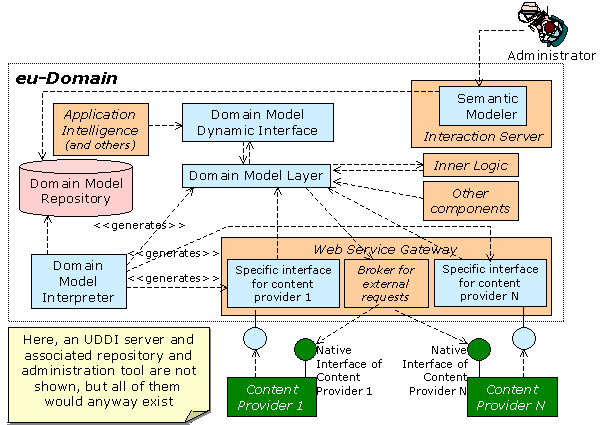 Administrator
eu-Domain
Application
Intelligence
(and others)
Domain Model
Dynamic Interface
Semantic
Modeler
Interaction Server
Domain Model
Repository
Domain Model Layer
Inner Logic
Other
components
<<generates>>
<<generates>>
<<generates>>
Domain
Model
Interpreter
Web Service Gateway
Specific interface
for content
provider 1
Broker for
external
requests
Specific interface
for content
provider N
Here, an UDDI server and
associated repository and
administration tool are not
shown, but all of them
would anyway exist
Native
Interface of
Content
Provider 1
Native
Interface of
Content
Provider N
Content
Provider 1
Content
Provider N